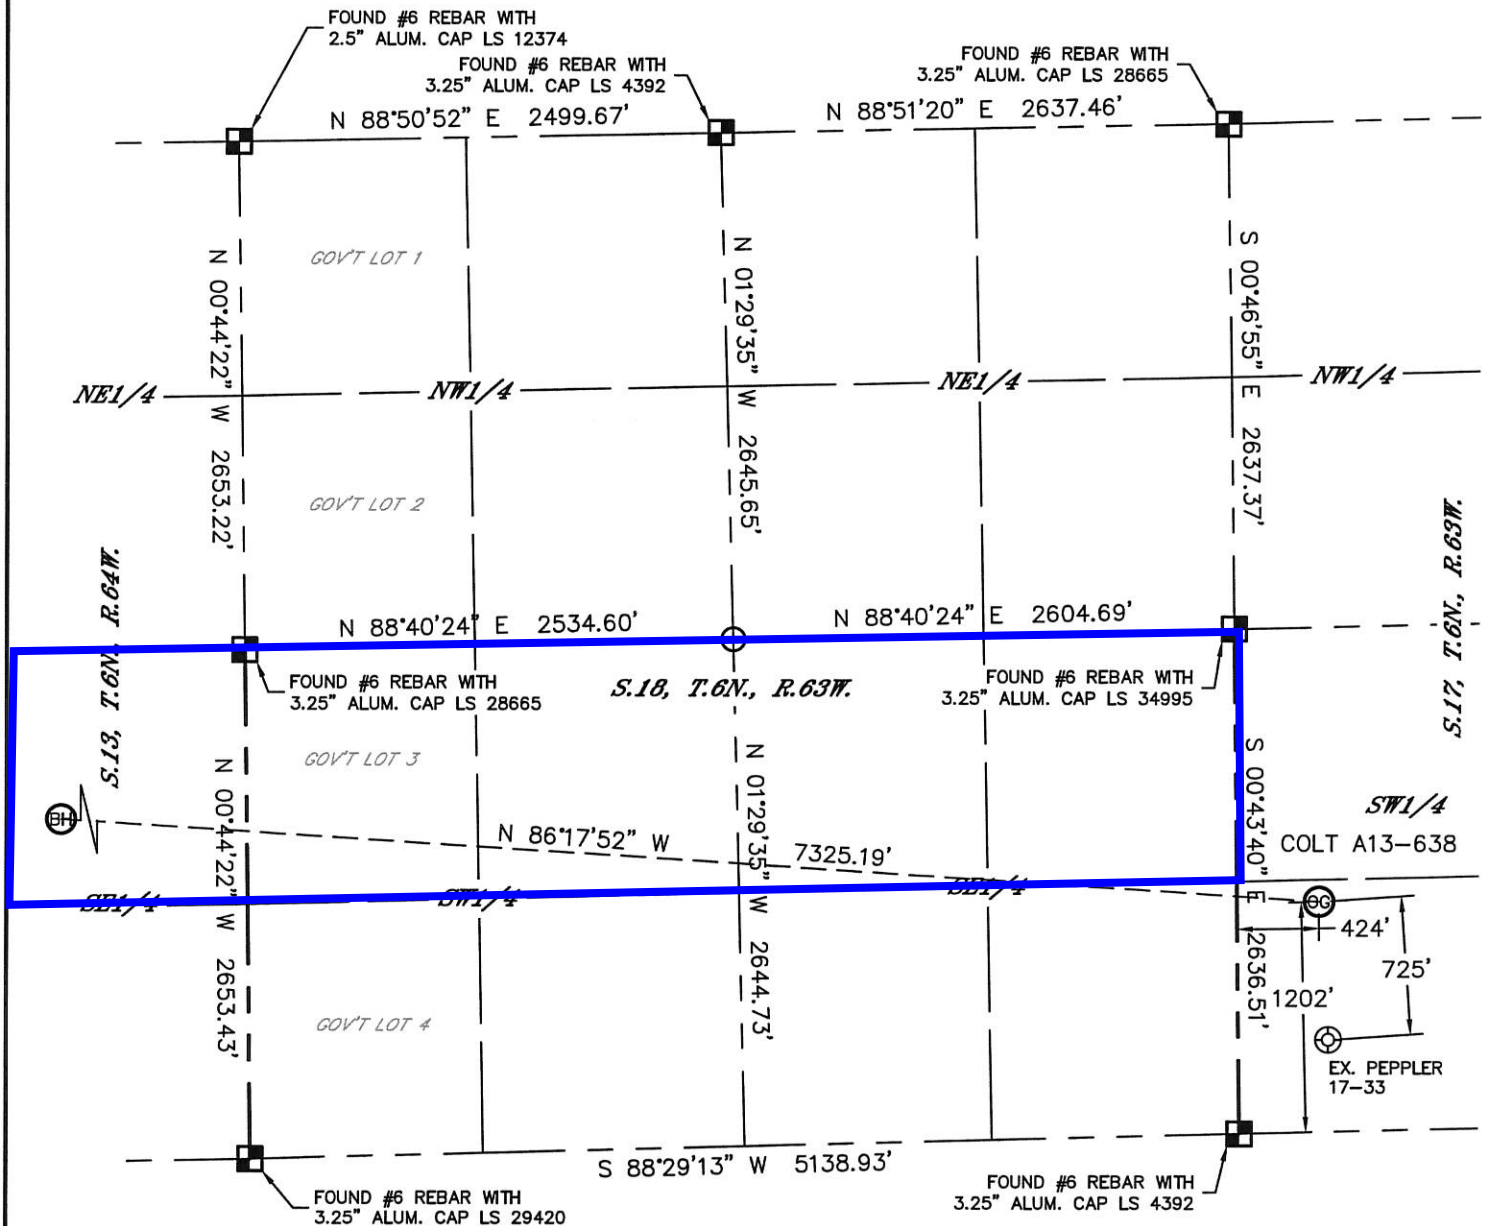 FOUND #6 REBAR WITH
2.5" ALUM. CAP LS 12374
FOUND #6 REBAR WITH
3.25" ALUM. CAP LS 4392
FOUND #6 REBAR WITH
3.25" ALUM. CAP LS 28665
N 88°50'52" E 2499.67'
N 88°51'20" E 2637.46'
GOV'T LOT 1
N 00°44'22" W 2653.22'
N 01°29'35" W 2645.65'
S 00°46'55" E 2637.37'
NE1/4
NW1/4
NE1/4
NW1/4
GOV'T LOT 2
S.13, T.6N., R.64W.
S.17, T.6N., R.63W.
N 88°40'24" E 2534.60'
N 88°40'24" E 2604.69'
FOUND #6 REBAR WITH
3.25" ALUM. CAP LS 28665
S.18, T.6N., R.63W.
FOUND #6 REBAR WITH
3.25" ALUM. CAP LS 34995
GOV'T LOT 3
N 00°44'22" W 2653.43'
N 01°29'35" W 2644.73'
S 00°43'40" E 2636.51'
BH
N 86°17'52" W 7325.19'
SW1/4
COLT A13-638
SE1/4
SW1/4
SE1/4
OG
424'
725'
1202'
GOV'T LOT 4
EX. PEPPLER
17-33
S 88°29'13" W 5138.93'
FOUND #6 REBAR WITH
3.25" ALUM. CAP LS 29420
FOUND #6 REBAR WITH
3.25" ALUM. CAP LS 4392